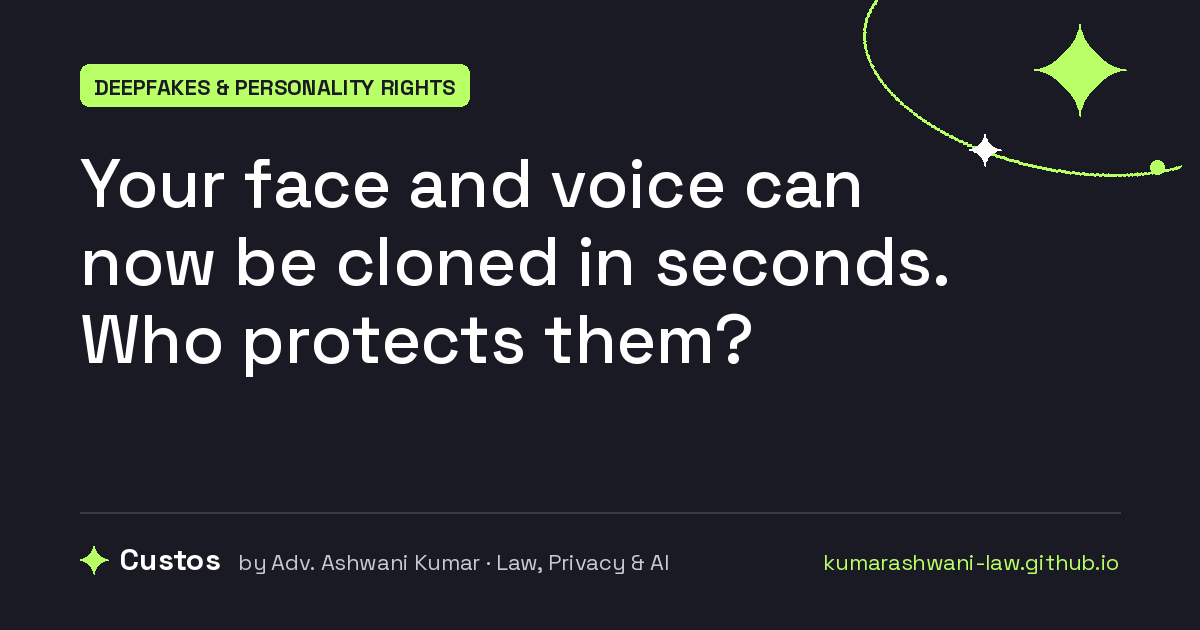 DEEPFAKES & PERSONALITY RIGHTS
Your face and voice can
now be cloned in seconds.
Who protects them?
Custos by Adv. Ashwani Kumar · Law, Privacy & AI
kumarashwani-law.github.io